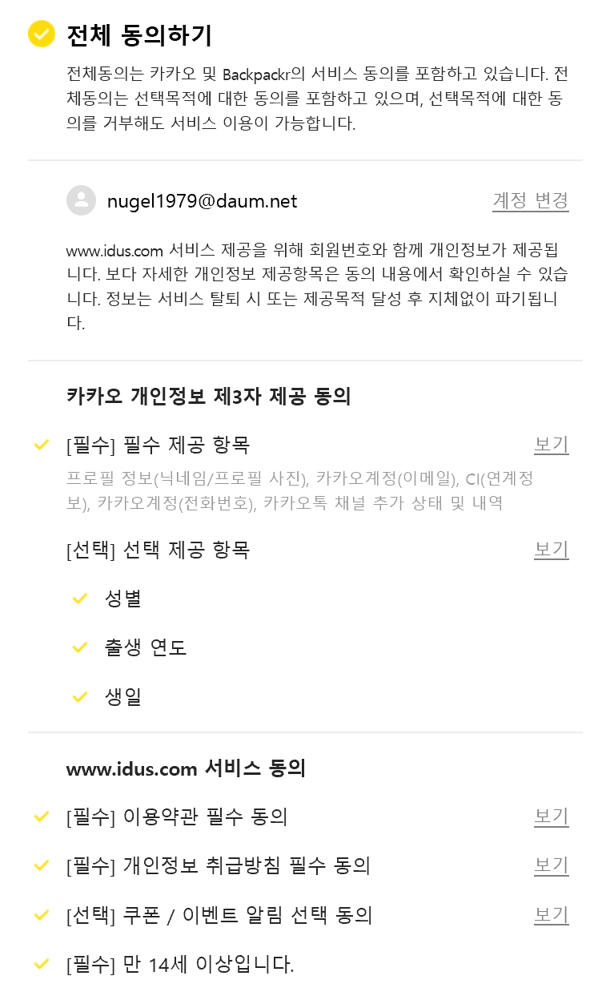 전체 동의하기
전체동의는 카카오 및 Backpackr의 서비스 동의를 포함하고 있습니다. 전
체동의는 선택목적에 대한 동의를 포함하고 있으며, 선택목적에 대한 동
의를 거부해도 서비스 이용이 가능합니다.
nugel1979@daum.net 계정 변경
www.idus.com 서비스 제공을 위해 회원번호와 함께 개인정보가 제공됩
니다. 보다 자세한 개인정보 제공항목은 동의 내용에서 확인하실 수 있습
니다. 정보는 서비스 탈퇴 시 또는 제공목적 달성 후 지체없이 파기됩니
다.
카카오 개인정보 제3자 제공 동의
[필수] 필수 제공 항목 보기
프로필 정보(닉네임/프로필 사진), 카카오계정(이메일), CI(연계정
보), 카카오계정(전화번호), 카카오톡 채널 추가 상태 및 내역
[선택] 선택 제공 항목 보기
성별
출생 연도
생일
www.idus.com 서비스 동의
[필수] 이용약관 필수 동의 보기
[필수] 개인정보 취급방침 필수 동의 보기
[선택] 쿠폰 / 이벤트 알림 선택 동의 보기
[필수] 만 14세 이상입니다.